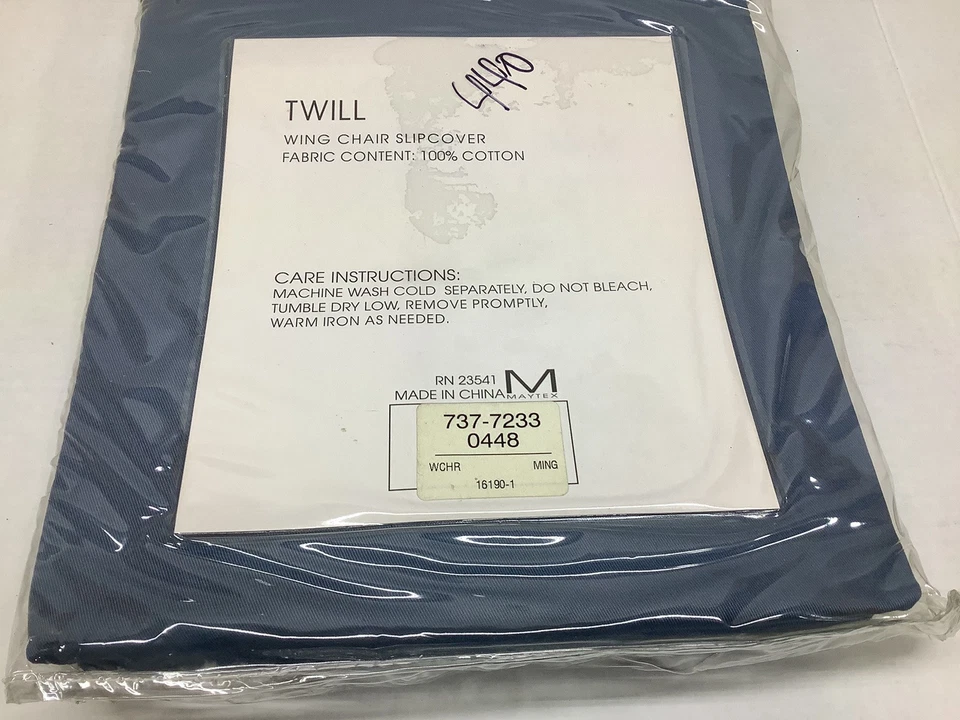 4490
TWILL
WING CHAIR SLIPCOVER
FABRIC CONTENT: 100% COTTON
CARE INSTRUCTIONS:
MACHINE WASH COLD SEPARATELY, DO NOT BLEACH,
TUMBLE DRY LOW, REMOVE PROMPTLY,
WARM IRON AS NEEDED.
RN 23541 M
MADE IN CHINA MAYTEX
737-7233
0448
WCHR MING
16190-1